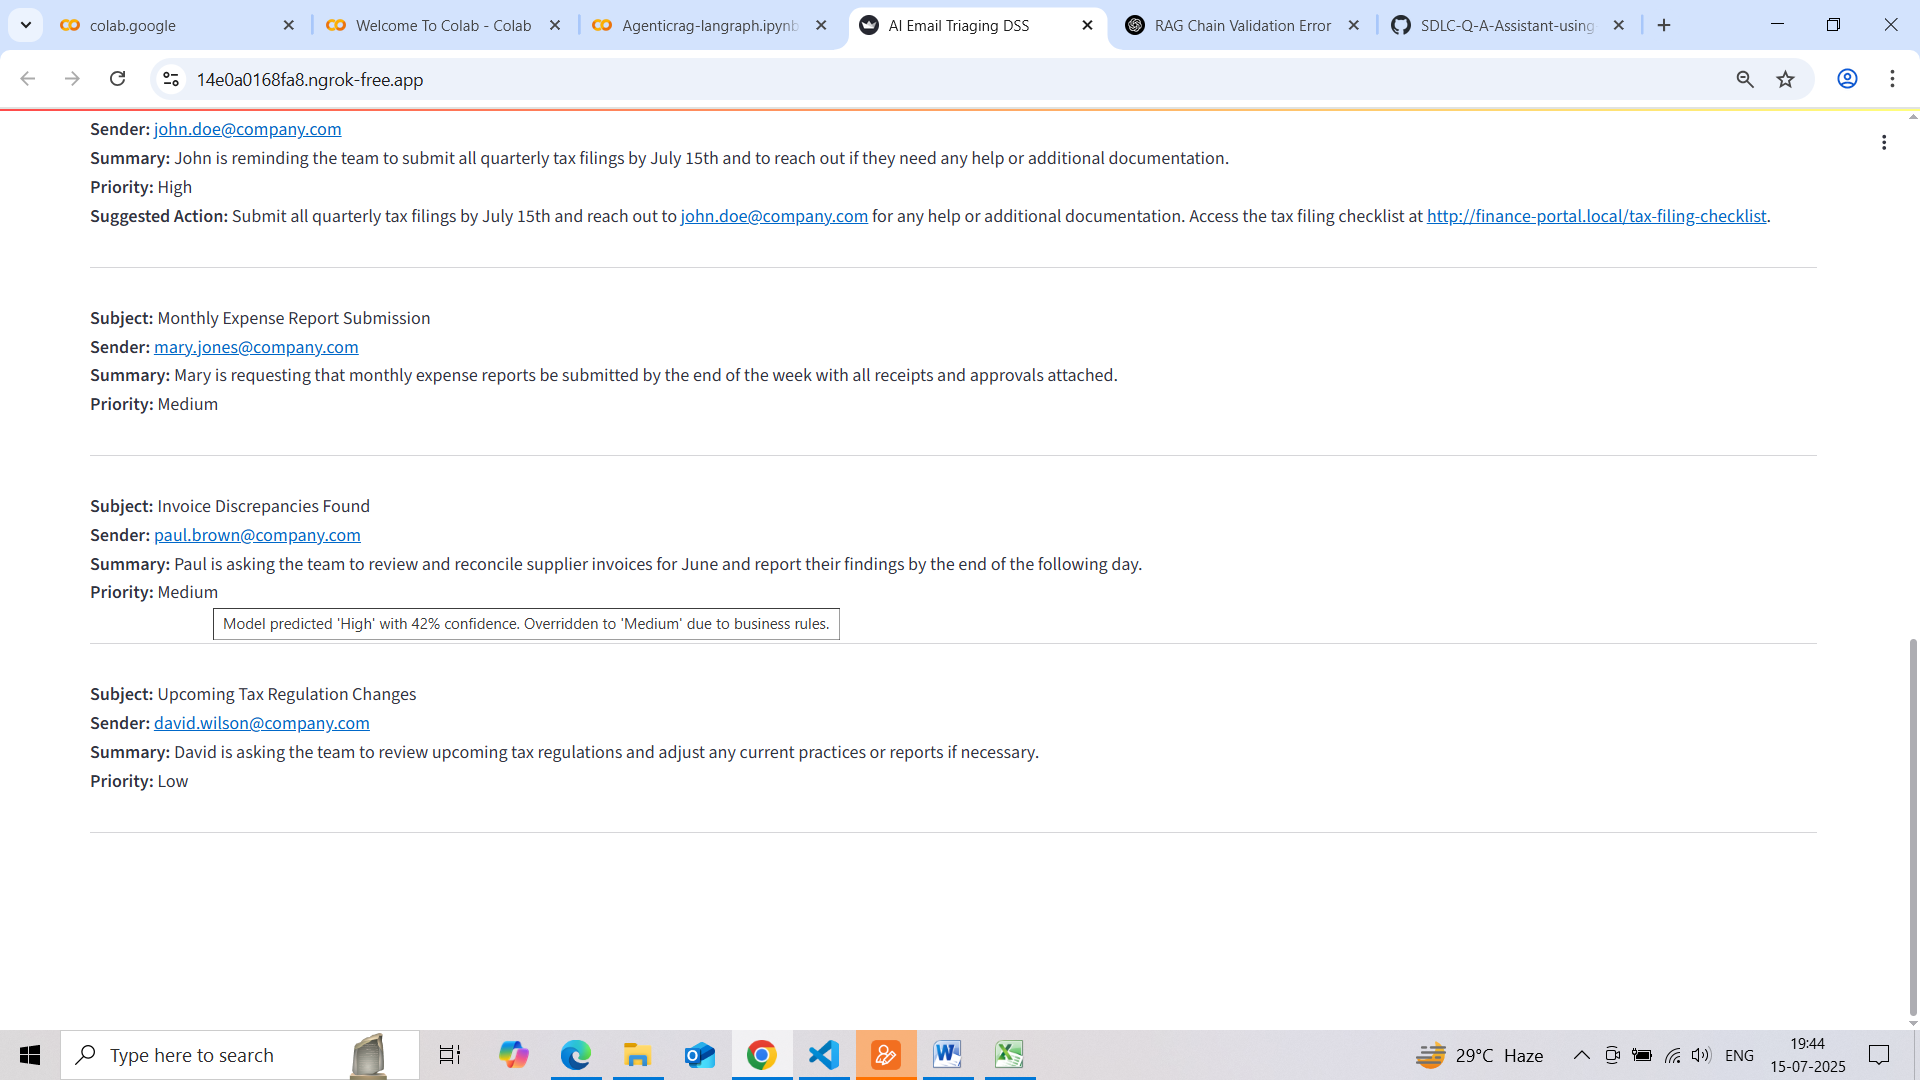 colab.google
Welcome To Colab - Colab
Agenticrag-langraph.ipynb
AI Email Triaging DSS
RAG Chain Validation Error
SDLC-Q-A-Assistant-using
14e0a0168fa8.ngrok-free.app
Sender: john.doe@company.com
Summary: John is reminding the team to submit all quarterly tax filings by July 15th and to reach out if they need any help or additional documentation.
Priority: High
Suggested Action: Submit all quarterly tax filings by July 15th and reach out to john.doe@company.com for any help or additional documentation. Access the tax filing checklist at http://finance-portal.local/tax-filing-checklist.
Subject: Monthly Expense Report Submission
Sender: mary.jones@company.com
Summary: Mary is requesting that monthly expense reports be submitted by the end of the week with all receipts and approvals attached.
Priority: Medium
Subject: Invoice Discrepancies Found
Sender: paul.brown@company.com
Summary: Paul is asking the team to review and reconcile supplier invoices for June and report their findings by the end of the following day.
Priority: Medium
Model predicted 'High' with 42% confidence. Overridden to 'Medium' due to business rules.
Subject: Upcoming Tax Regulation Changes
Sender: david.wilson@company.com
Summary: David is asking the team to review upcoming tax regulations and adjust any current practices or reports if necessary.
Priority: Low
Type here to search
29°C Haze
ENG
19:44
15-07-2025